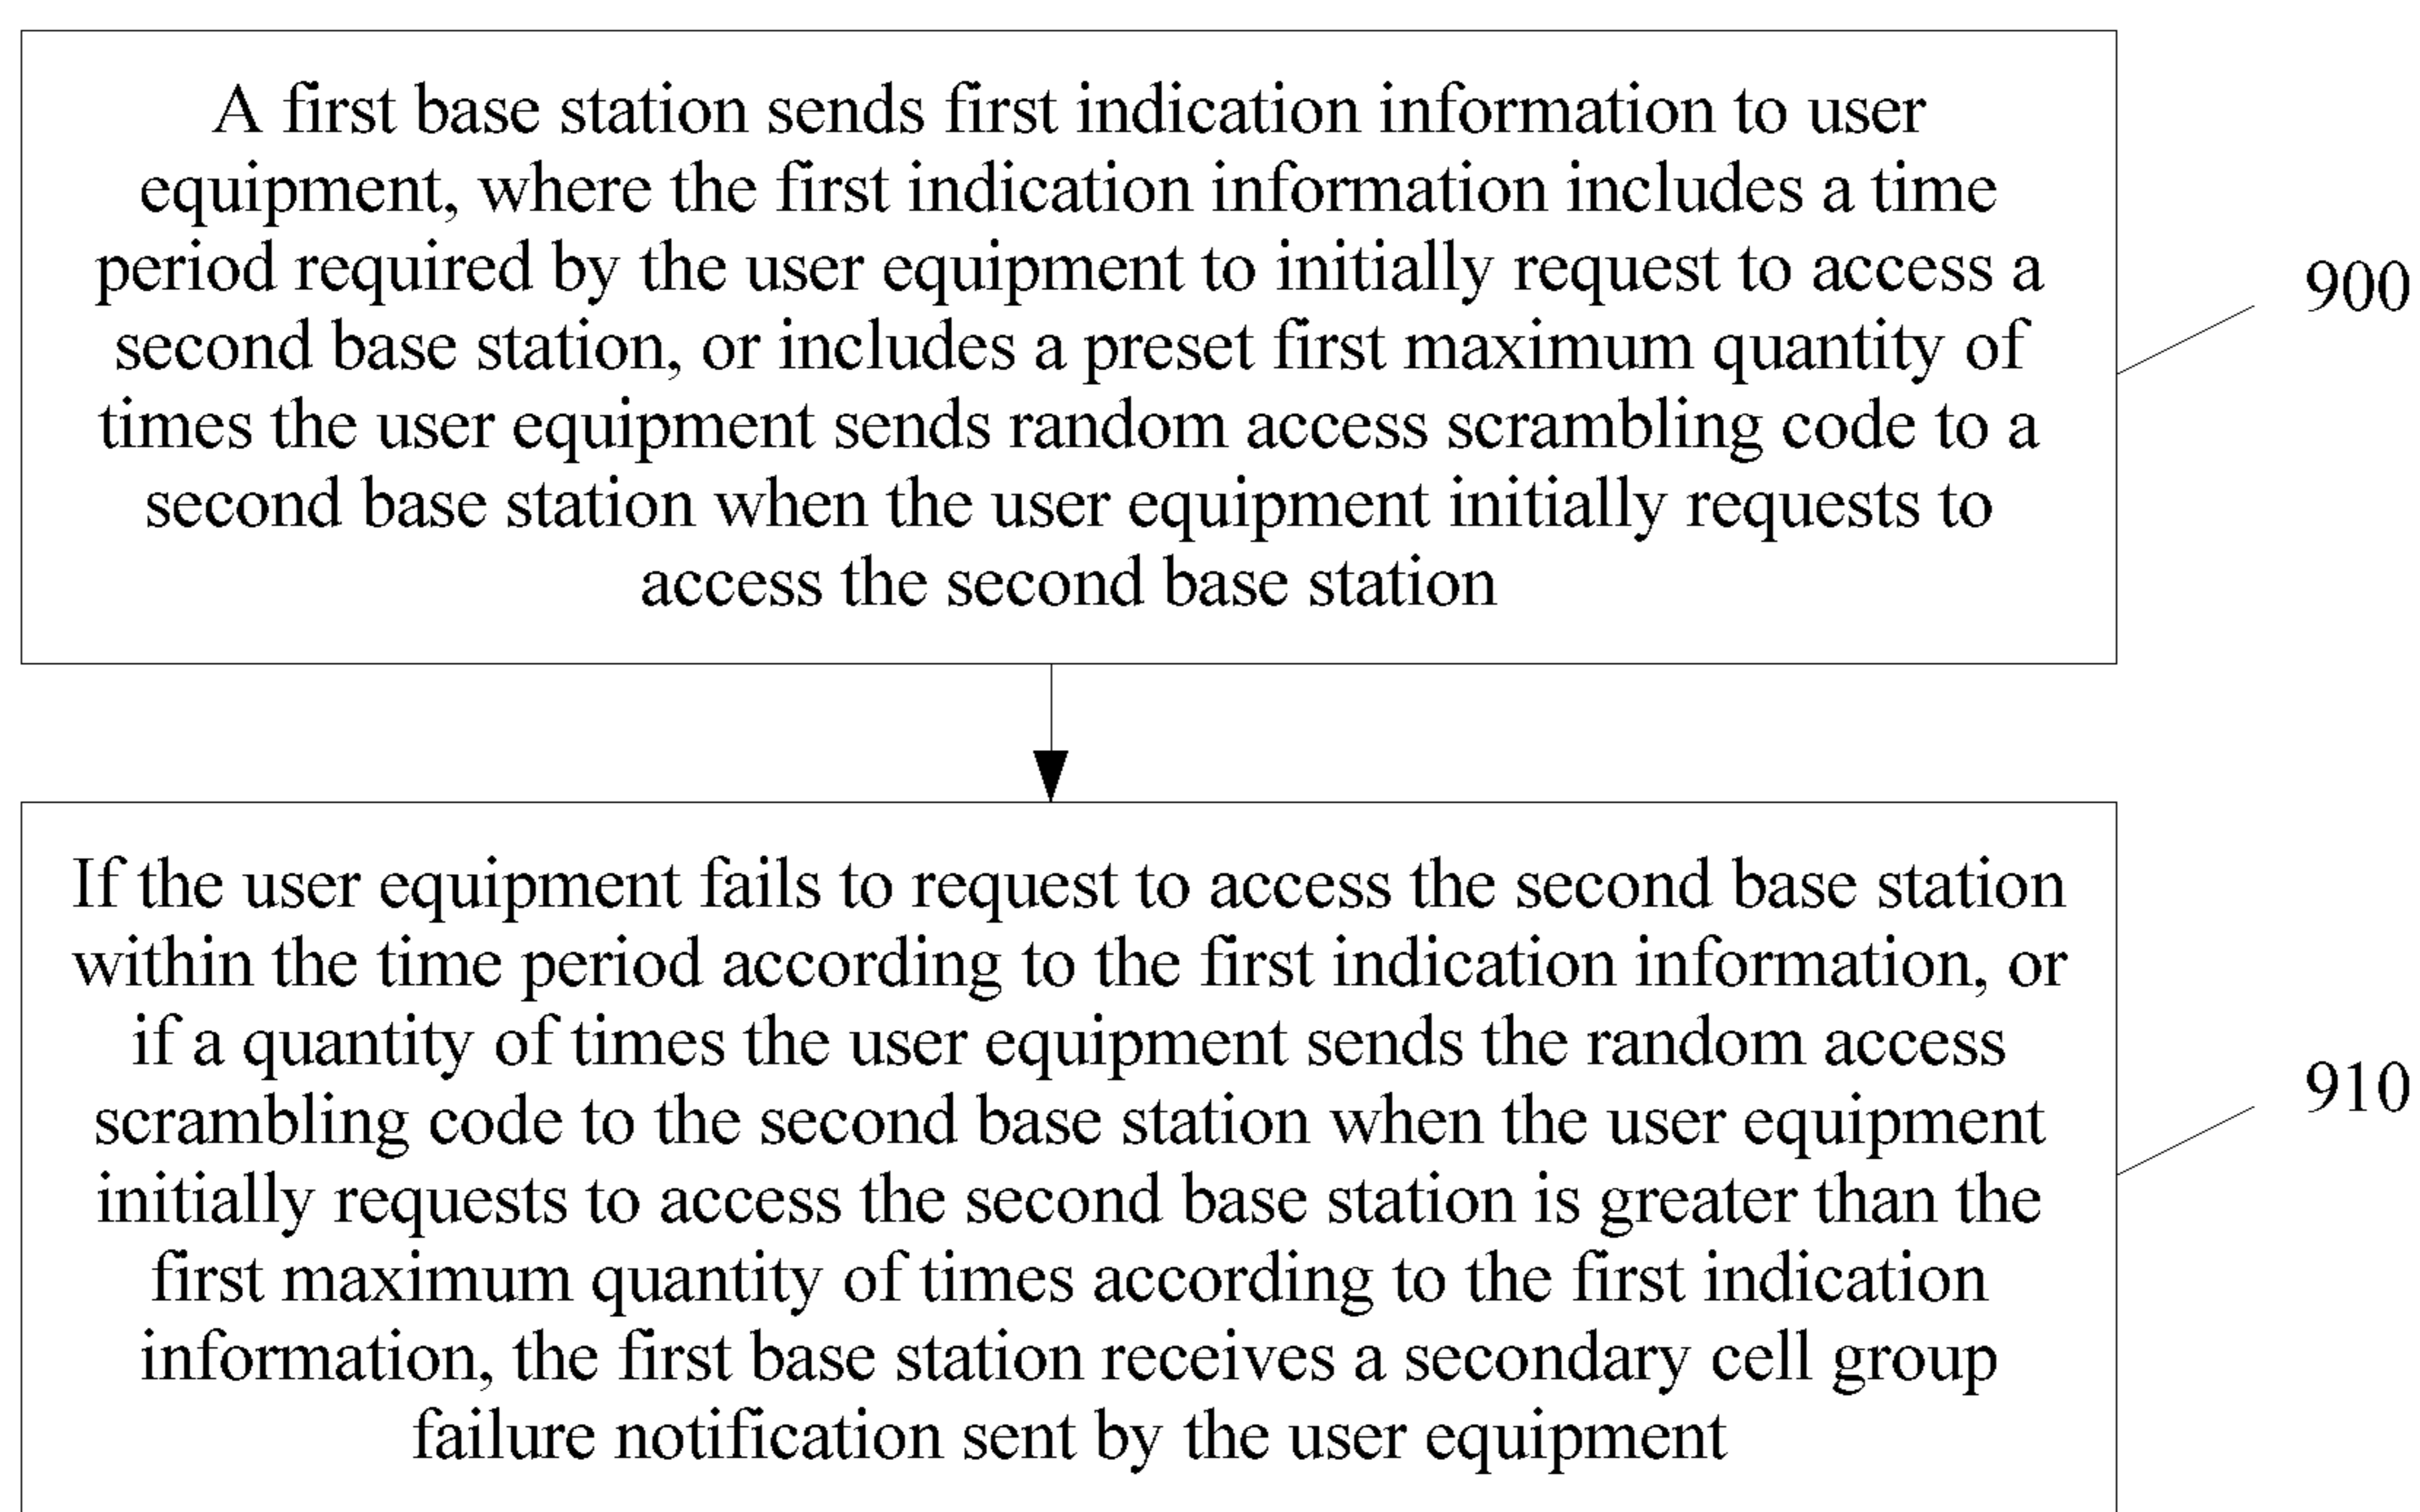 A first base station sends first indication information to user
equipment, where the first indication information includes a time
period required by the user equipment to initially request to access a
second base station, or includes a preset first maximum quantity of
times the user equipment sends random access scrambling code to a
second base station when the user equipment initially requests to
access the second base station
900
If the user equipment fails to request to access the second base station
within the time period according to the first indication information, or
if a quantity of times the user equipment sends the random access
scrambling code to the second base station when the user equipment
initially requests to access the second base station is greater than the
first maximum quantity of times according to the first indication
information, the first base station receives a secondary cell group
failure notification sent by the user equipment
910